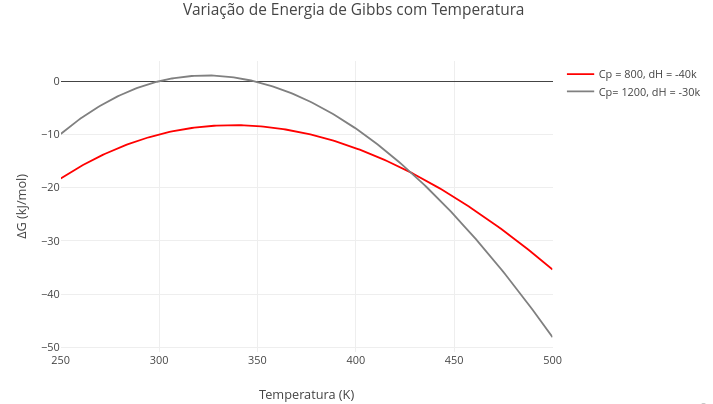 Variação de Energia de Gibbs com Temperatura
Cp = 800, dH = -40k
Cp= 1200, dH = -30k
ΔG (kJ/mol)
0
−10
−20
−30
−40
−50
250
300
350
400
450
500
Temperatura (K)